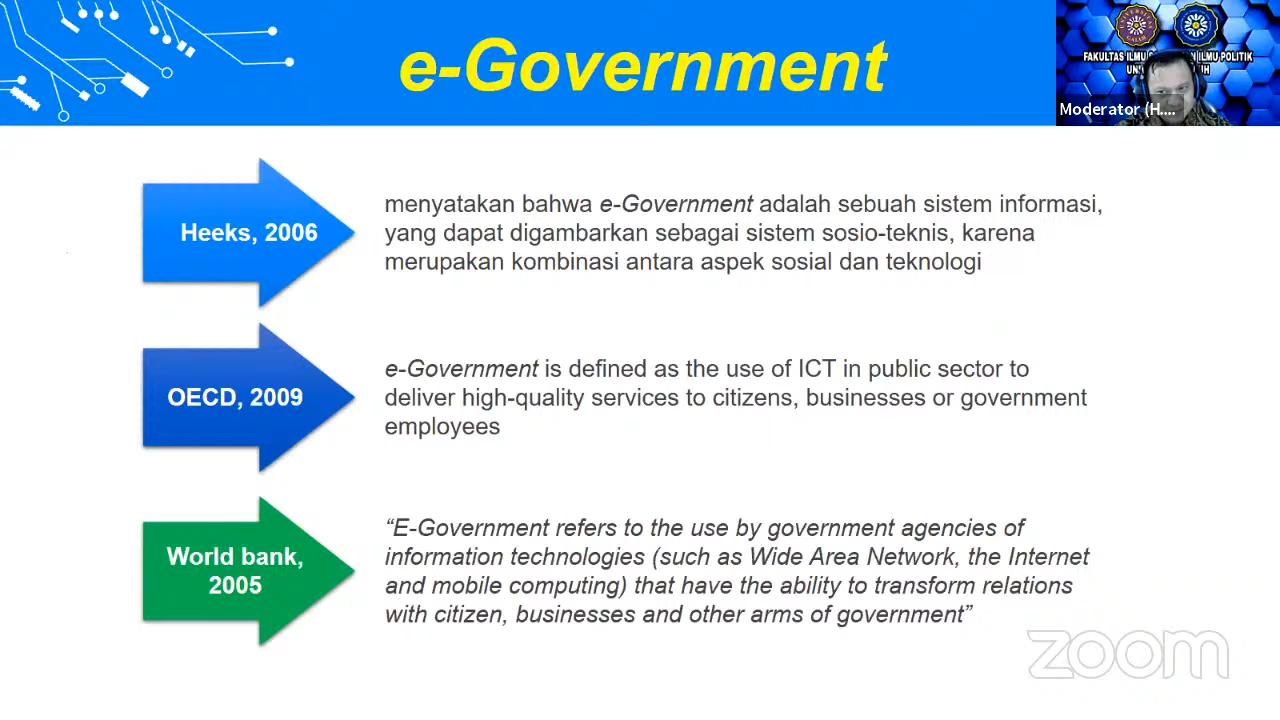 e-Government
FAKULTAS ILMU
ILMU POLITIK
Moderator (H....
Heeks, 2006
menyatakan bahwa e-Government adalah sebuah sistem informasi,
yang dapat digambarkan sebagai sistem sosio-teknis, karena
merupakan kombinasi antara aspek sosial dan teknologi
OECD, 2009
e-Government is defined as the use of ICT in public sector to
deliver high-quality services to citizens, businesses or government
employees
World bank,
2005
“E-Government refers to the use by government agencies of
information technologies (such as Wide Area Network, the Internet
and mobile computing) that have the ability to transform relations
with citizen, businesses and other arms of government”
zoom